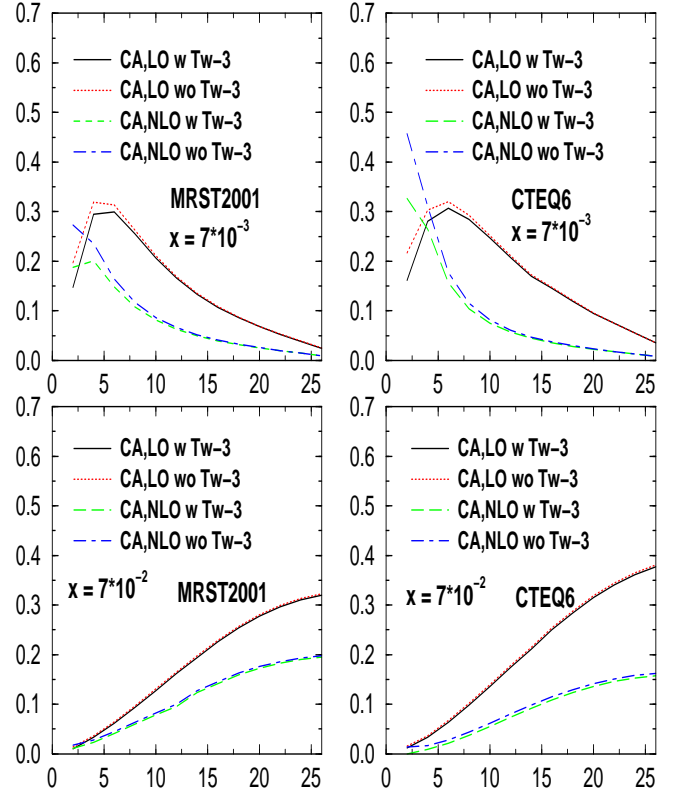 0.7
0.6
0.5
0.4
0.3
0.2
0.1
0.0
0 5 10 15 20 25
CA,LO w Tw−3
CA,LO wo Tw−3
CA,NLO w Tw−3
CA,NLO wo Tw−3
MRST2001
x = 7*10⁻³
0.7
0.6
0.5
0.4
0.3
0.2
0.1
0.0
0 5 10 15 20 25
CA,LO w Tw−3
CA,LO wo Tw−3
CA,NLO w Tw−3
CA,NLO wo Tw−3
CTEQ6
x = 7*10⁻³
0.7
0.6
0.5
0.4
0.3
0.2
0.1
0.0
0 5 10 15 20 25
CA,LO w Tw−3
CA,LO wo Tw−3
CA,NLO w Tw−3
CA,NLO wo Tw−3
x = 7*10⁻² MRST2001
0.7
0.6
0.5
0.4
0.3
0.2
0.1
0.0
0 5 10 15 20 25
CA,LO w Tw−3
CA,LO wo Tw−3
CA,NLO w Tw−3
CA,NLO wo Tw−3
x = 7*10⁻² CTEQ6